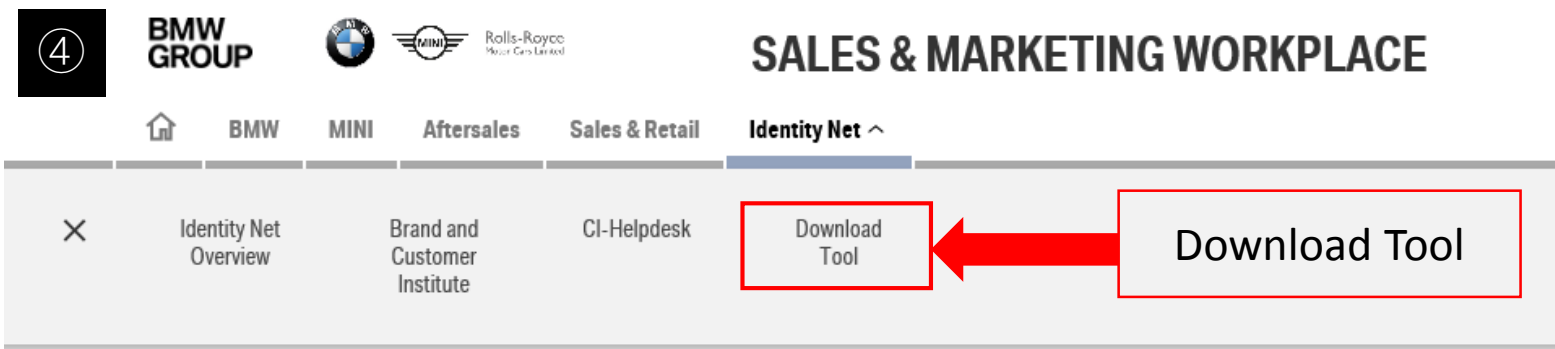 ④
BMW
GROUP
MINI
Rolls-Royce
Motor Cars Limited
SALES & MARKETING WORKPLACE
BMW MINI Aftersales Sales & Retail Identity Net
Identity Net
Overview
Brand and
Customer
Institute
CI-Helpdesk
Download
Tool
Download Tool